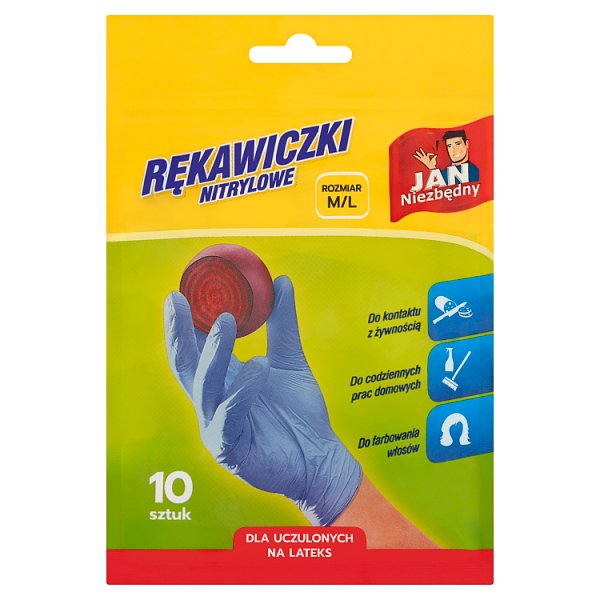 RĘKAWICZKI
NITRYLOWE
ROZMIAR
M/L
JAN
Niezbędny
Do kontaktu
z żywnością
Do codziennych
prac domowych
Do farbowania
włosów
10
sztuk
DLA UCZULONYCH
NA LATEKS